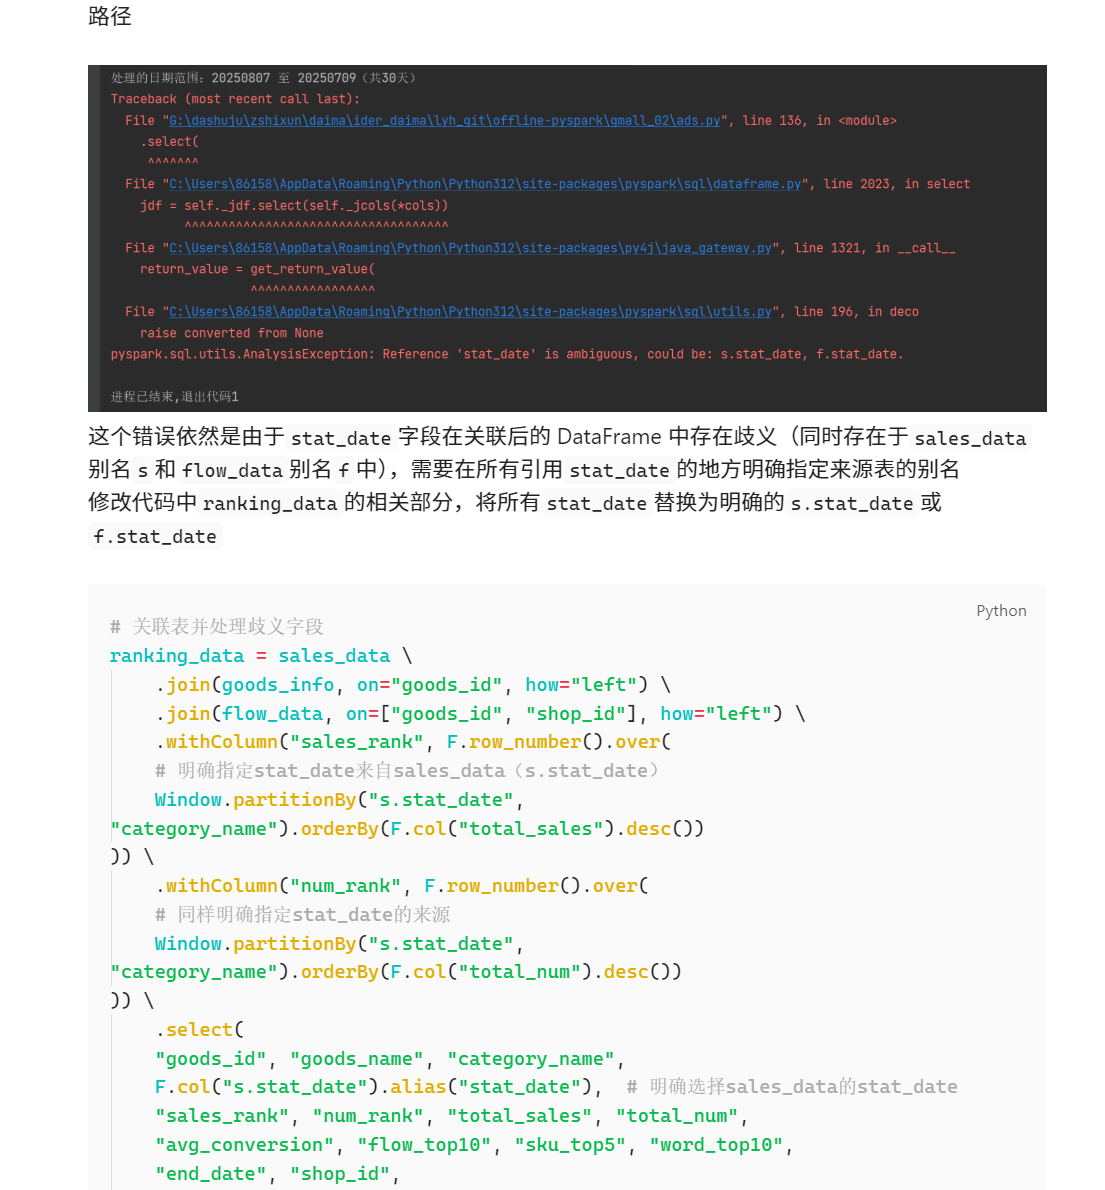 路径
处理的日期范围：20250807 至 20250709（共30天）
Traceback (most recent call last):
File "G:\dashuju\zshixun\daima\ider_daima\lyh_git\offline-pyspark\gmall_02\ads.py", line 136, in <module>
.select(
^^^^^^^
File "C:\Users\86158\AppData\Roaming\Python\Python312\site-packages\pyspark\sql\dataframe.py", line 2023, in select
jdf = self._jdf.select(self._jcols(*cols))
^^^^^^^^^^^^^^^^^^^^^^^^^^^^^^^^^^^^
File "C:\Users\86158\AppData\Roaming\Python\Python312\site-packages\py4j\java_gateway.py", line 1321, in __call__
return_value = get_return_value(
^^^^^^^^^^^^^^^^^
File "C:\Users\86158\AppData\Roaming\Python\Python312\site-packages\pyspark\sql\utils.py", line 196, in deco
raise converted from None
pyspark.sql.utils.AnalysisException: Reference 'stat_date' is ambiguous, could be: s.stat_date, f.stat_date.
进程已结束,退出代码1
这个错误依然是由于 stat_date 字段在关联后的 DataFrame 中存在歧义（同时存在于 sales_data
别名 s 和 flow_data 别名 f 中），需要在所有引用 stat_date 的地方明确指定来源表的别名
修改代码中 ranking_data 的相关部分，将所有 stat_date 替换为明确的 s.stat_date 或
f.stat_date
Python
# 关联表并处理歧义字段
ranking_data = sales_data \
.join(goods_info, on="goods_id", how="left") \
.join(flow_data, on=["goods_id", "shop_id"], how="left") \
.withColumn("sales_rank", F.row_number().over(
# 明确指定stat_date来自sales_data（s.stat_date）
Window.partitionBy("s.stat_date",
"category_name").orderBy(F.col("total_sales").desc())
)) \
.withColumn("num_rank", F.row_number().over(
# 同样明确指定stat_date的来源
Window.partitionBy("s.stat_date",
"category_name").orderBy(F.col("total_num").desc())
)) \
.select(
"goods_id", "goods_name", "category_name",
F.col("s.stat_date").alias("stat_date"),  # 明确选择sales_data的stat_date
"sales_rank", "num_rank", "total_sales", "total_num",
"avg_conversion", "flow_top10", "sku_top5", "word_top10",
"end_date", "shop_id",